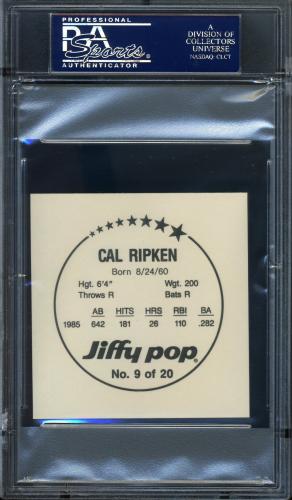 PROFESSIONAL
PSA
Sports
AUTHENTICATOR
A
DIVISION OF
COLLECTORS
UNIVERSE
NASDAQ: CLCT
CAL RIPKEN
Born 8/24/60
Hgt. 6'4" Wgt. 200
Throws R Bats R
AB HITS HRS RBI BA
1985 642 181 26 110 .282
Jiffy pop®
No. 9 of 20